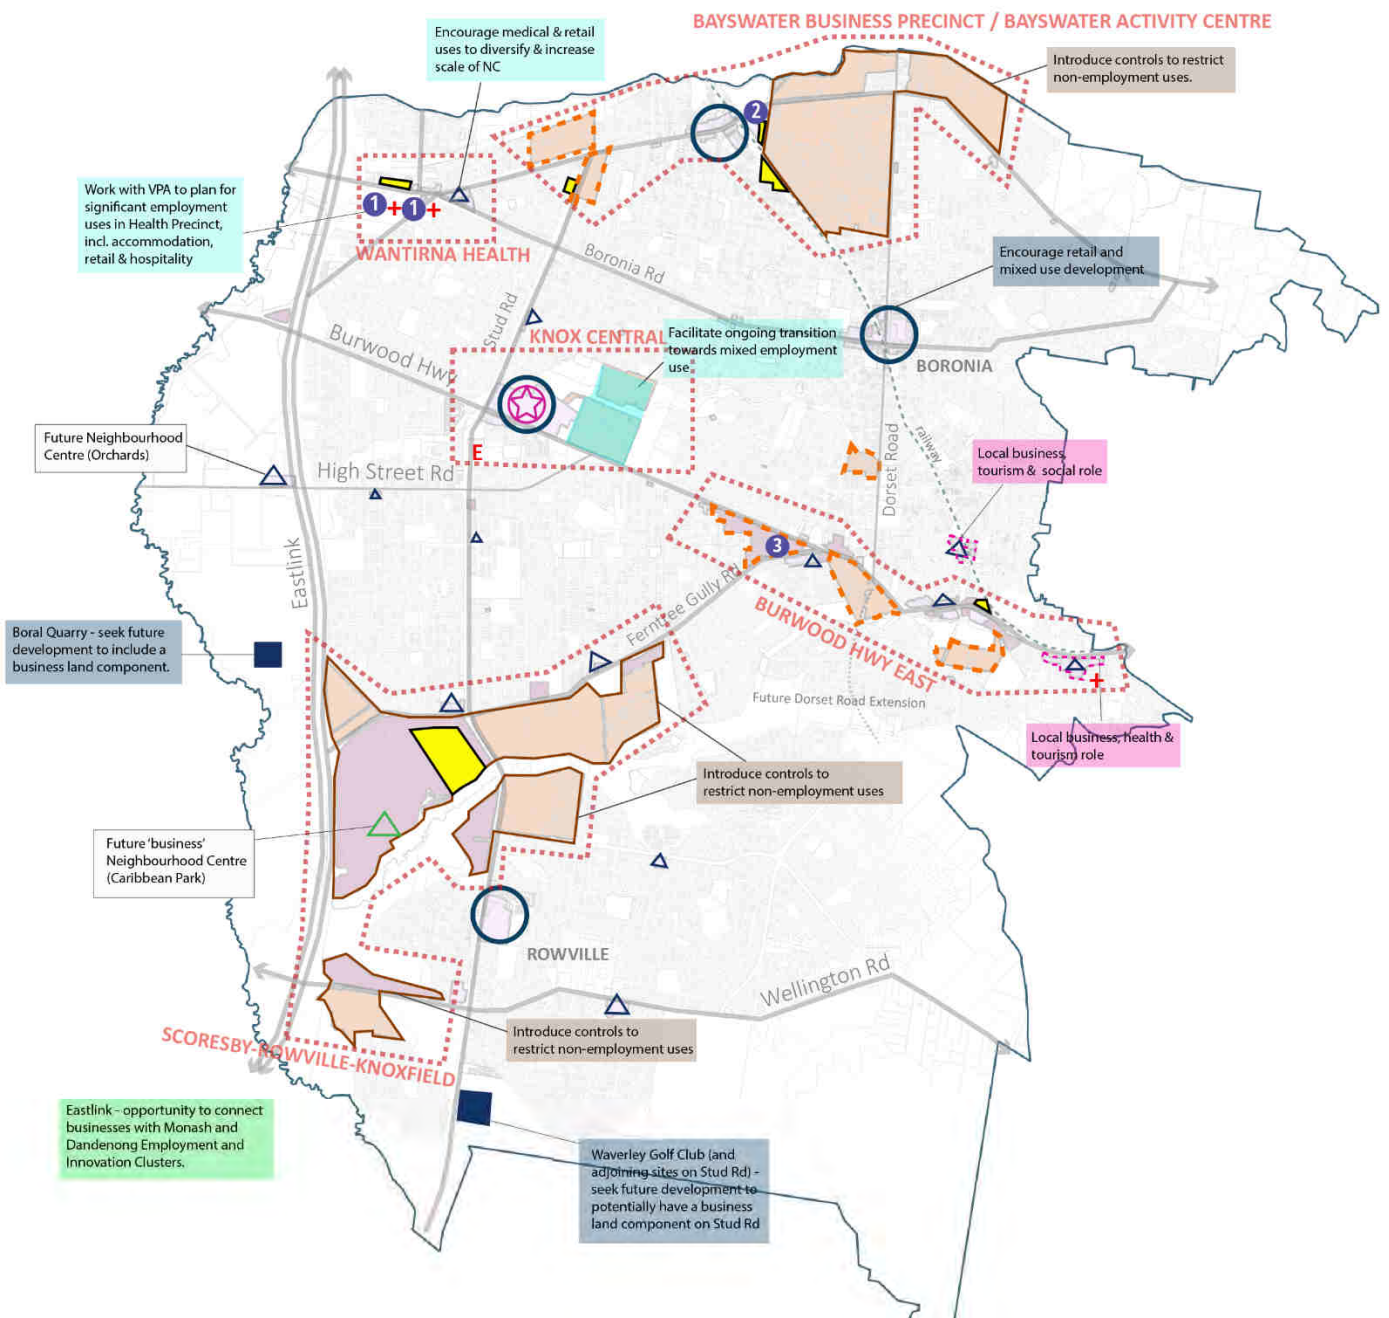 BAYSWATER BUSINESS PRECINCT / BAYSWATER ACTIVITY CENTRE
Encourage medical & retail
uses to diversify & increase
scale of NC
Introduce controls to restrict
non-employment uses.
2
Work with VPA to plan for
significant employment
uses in Health Precinct,
incl. accommodation,
retail & hospitality
1
1
WANTIRNA HEALTH
Boronia Rd
Encourage retail and
mixed use development
Stud Rd
Burwood Hwy
KNOX CENTRAL
Facilitate ongoing transition
towards mixed employment
use
BORONIA
Future Neighbourhood
Centre (Orchards)
E
High Street Rd
Dorset Road
railway
Local business,
tourism & social role
Eastlink
3
Ferntree Gully Rd
BURWOOD HWY EAST
Boral Quarry - seek future
development to include a
business land component.
Future Dorset Road Extension
Local business, health &
tourism role
Introduce controls to
restrict non-employment uses
Future 'business'
Neighbourhood Centre
(Caribbean Park)
ROWVILLE
Wellington Rd
Introduce controls to
restrict non-employment uses
SCORESBY-ROWVILLE-KNOXFIELD
Eastlink - opportunity to connect
businesses with Monash and
Dandenong Employment and
Innovation Clusters.
Waverley Golf Club (and
adjoining sites on Stud Rd) -
seek future development to
potentially have a business
land component on Stud Rd